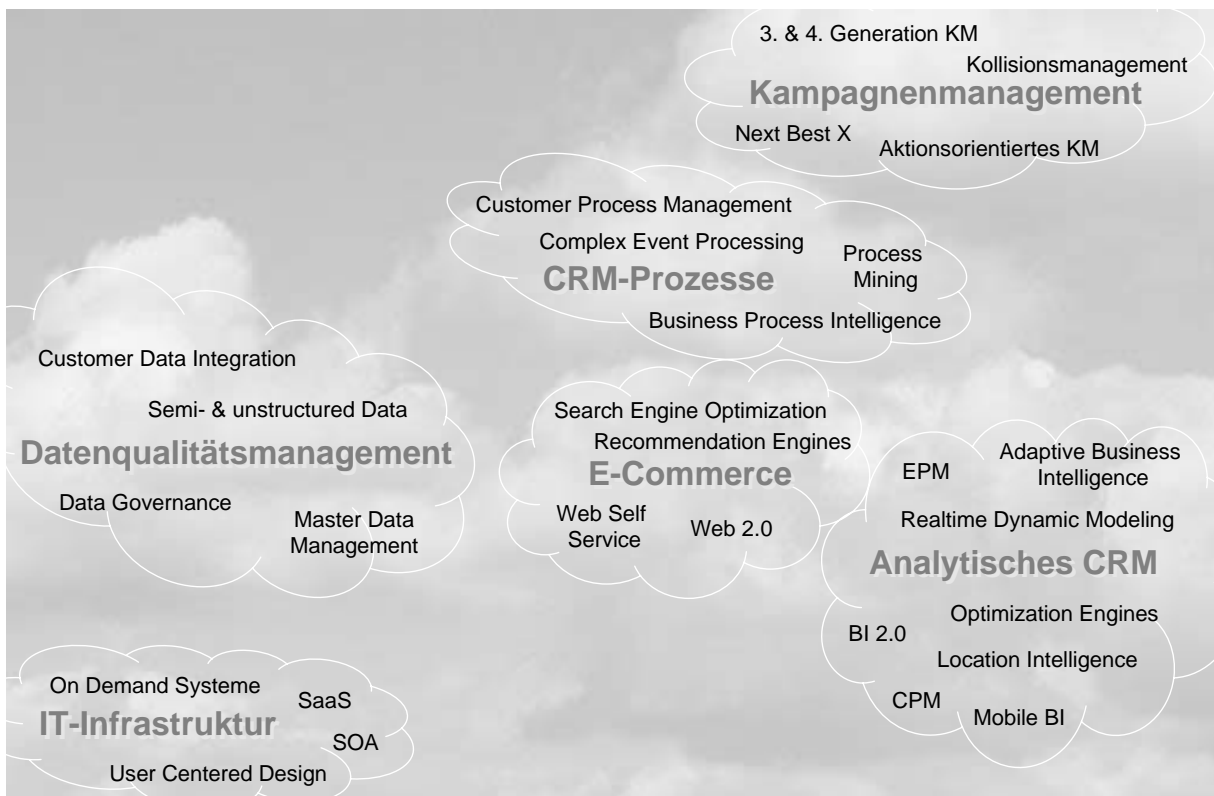 3. & 4. Generation KM
Kollisionsmanagement
Kampagnenmanagement
Next Best X
Aktionsorientiertes KM
Customer Process Management
Complex Event Processing
Process
Mining
CRM-Prozesse
Business Process Intelligence
Customer Data Integration
Semi- & unstructured Data
Datenqualitätsmanagement
Data Governance
Master Data
Management
Search Engine Optimization
Recommendation Engines
E-Commerce
Web Self
Service
Web 2.0
EPM
Adaptive Business
Intelligence
Realtime Dynamic Modeling
Analytisches CRM
Optimization Engines
BI 2.0
Location Intelligence
CPM
Mobile BI
On Demand Systeme
SaaS
IT-Infrastruktur
SOA
User Centered Design